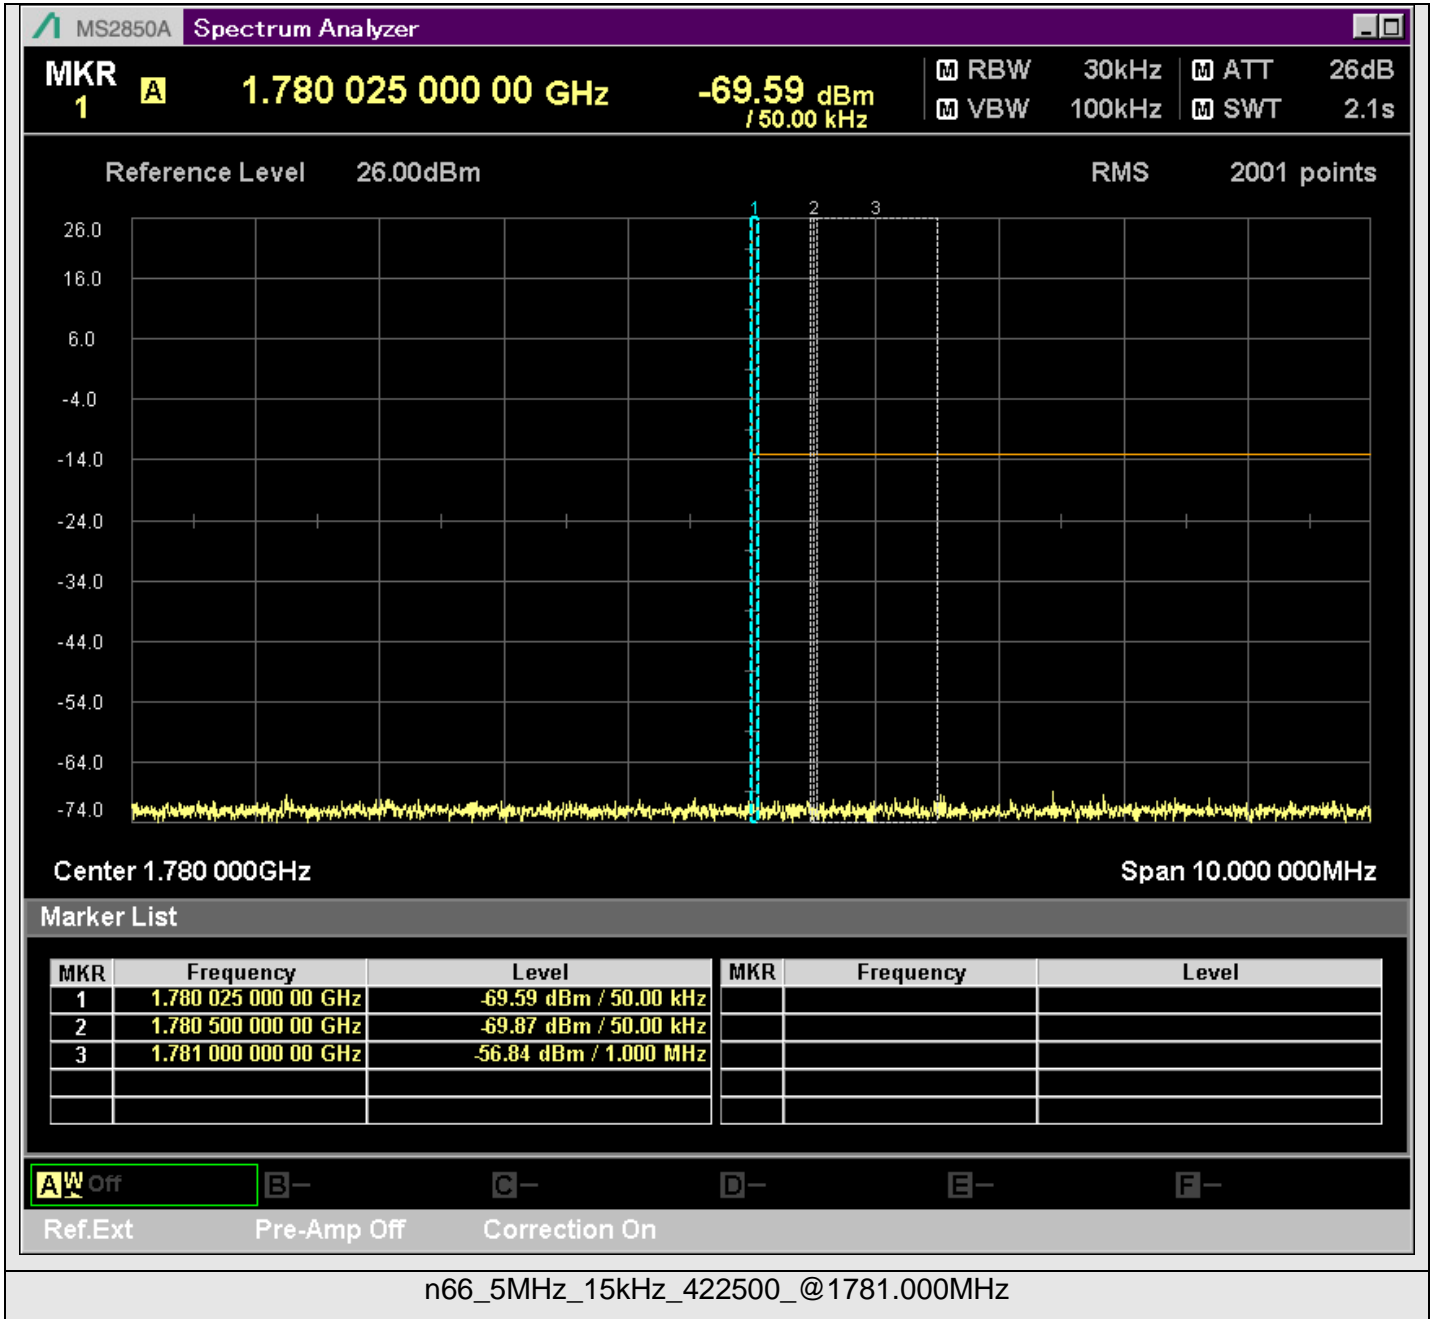 MS2850A Spectrum Analyzer
MKR 1 A 1.780 025 000 00 GHz -69.59 dBm / 50.00 kHz
M RBW 30kHz M ATT 26dB
M VBW 100kHz M SWT 2.1s
Reference Level 26.00dBm RMS 2001 points
1 2 3
26.0
16.0
6.0
-4.0
-14.0
-24.0
-34.0
-44.0
-54.0
-64.0
-74.0
Center 1.780 000GHz Span 10.000 000MHz
Marker List
MKR Frequency Level MKR Frequency Level
1 1.780 025 000 00 GHz -69.59 dBm / 50.00 kHz
2 1.780 500 000 00 GHz -69.87 dBm / 50.00 kHz
3 1.781 000 000 00 GHz -56.84 dBm / 1.000 MHz
A W Off B — C — D — E — F —
Ref.Ext Pre-Amp Off Correction On
n66_5MHz_15kHz_422500_@1781.000MHz